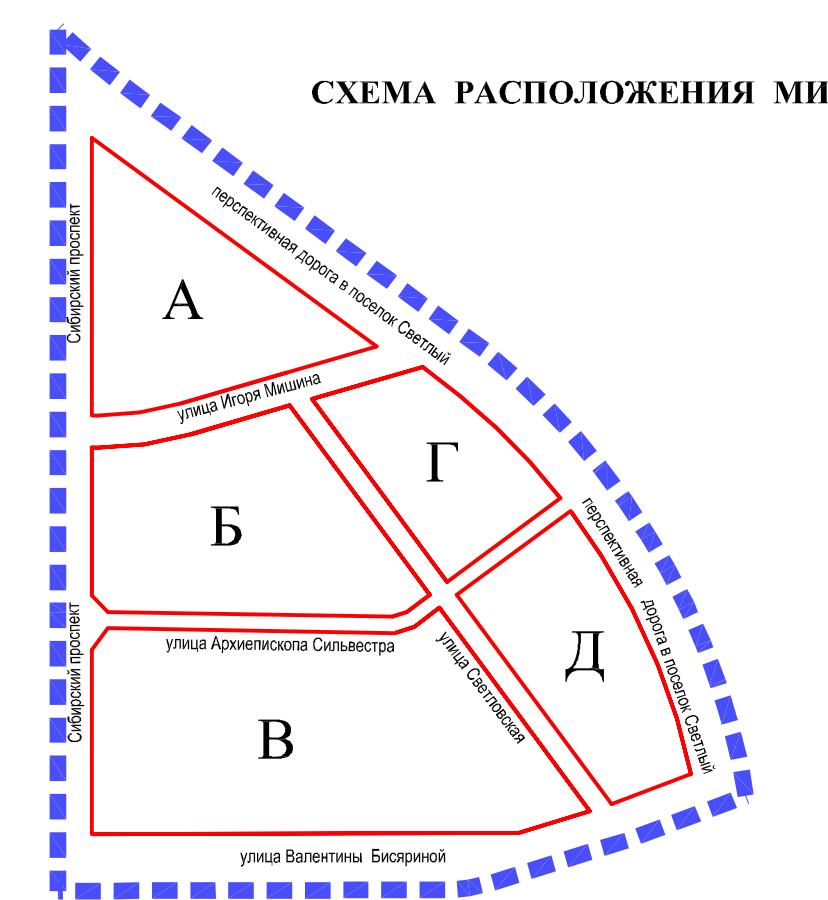 СХЕМА РАСПОЛОЖЕНИЯ МИ
перспективная дорога в поселок Светлый
Сибирский проспект
А
улица Игоря Мишина
Г
Б
перспективная дорога в поселок Светлый
Сибирский проспект
улица Архиепископа Сильвестра
улица Светловская
Д
В
улица Валентины Бисяриной